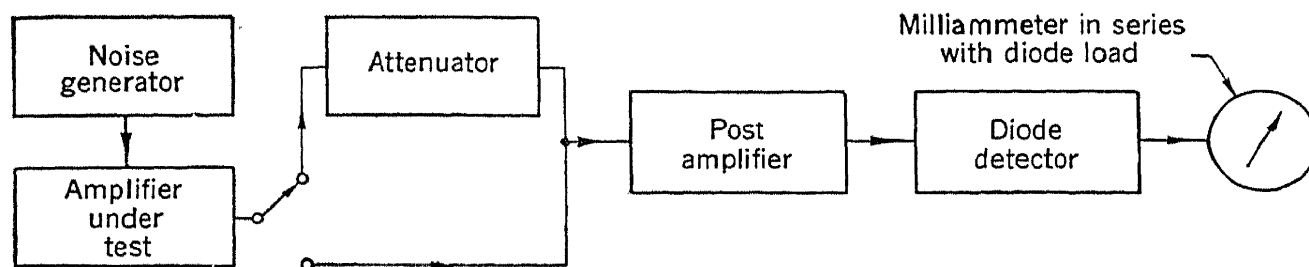 Noise
generator
Attenuator
Milliammeter in series
with diode load
Amplifier
under
test
Post
amplifier
Diode
detector